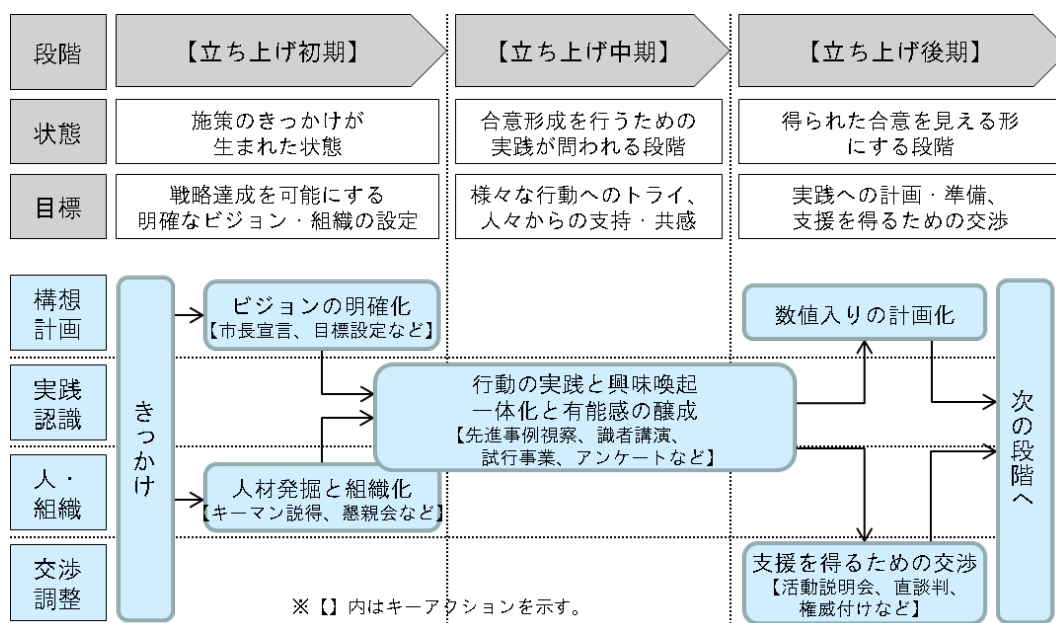 段階
【立ち上げ初期】
【立ち上げ中期】
【立ち上げ後期】
状態
施策のきっかけが
生まれた状態
合意形成を行うための
実践が問われる段階
得られた合意を見える形
にする段階
目標
戦略達成を可能にする
明確なビジョン・組織の設定
様々な行動へのトライ、
人々からの支持・共感
実践への計画・準備、
支援を得るための交渉
構想
計画
実践
認識
人・
組織
交渉
調整
きっかけ
ビジョンの明確化
【市長宣言、目標設定など】
人材発掘と組織化
【キーマン説得、懇親会など】
行動の実践と興味喚起
一体化と有能感の醸成
【先進事例視察、識者講演、
試行事業、アンケートなど】
数値入りの計画化
支援を得るための交渉
【活動説明会、直談判、
権威付けなど】
次の段階へ
※【】内はキーアクションを示す。